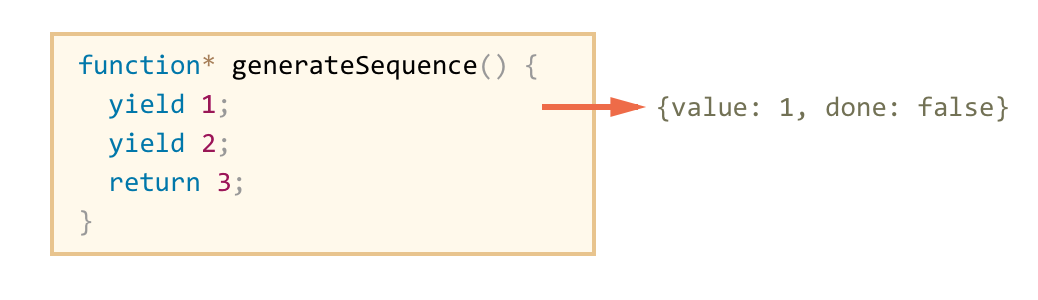 function* generateSequence() {
  yield 1;
{value: 1, done: false}
  yield 2;
  return 3;
}